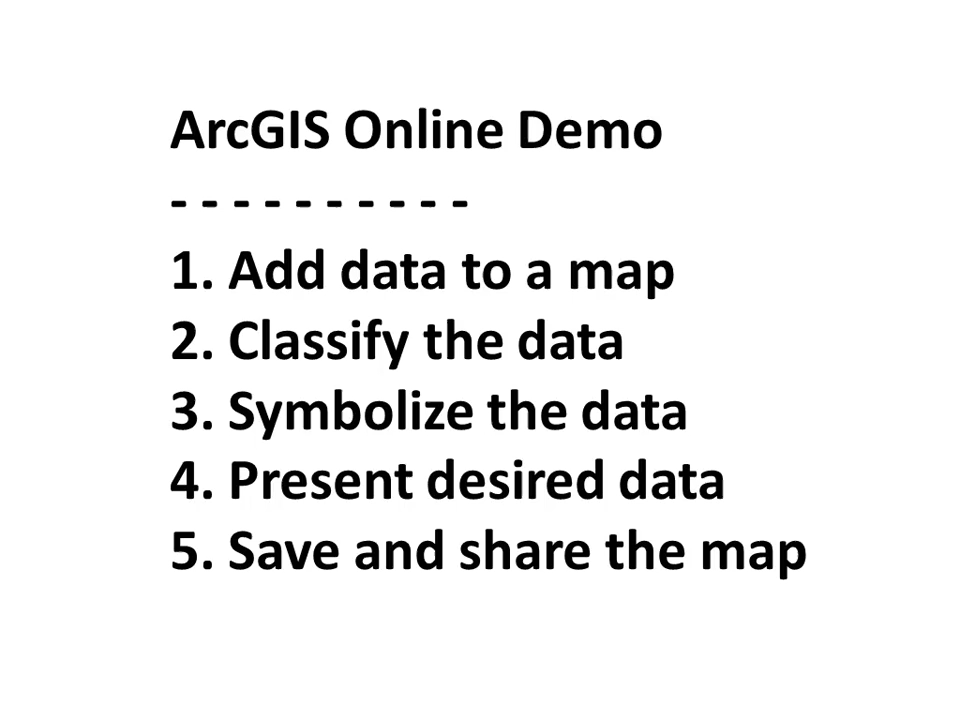 ArcGIS Online Demo
- - - - - - - - - -
1. Add data to a map
2. Classify the data
3. Symbolize the data
4. Present desired data
5. Save and share the map